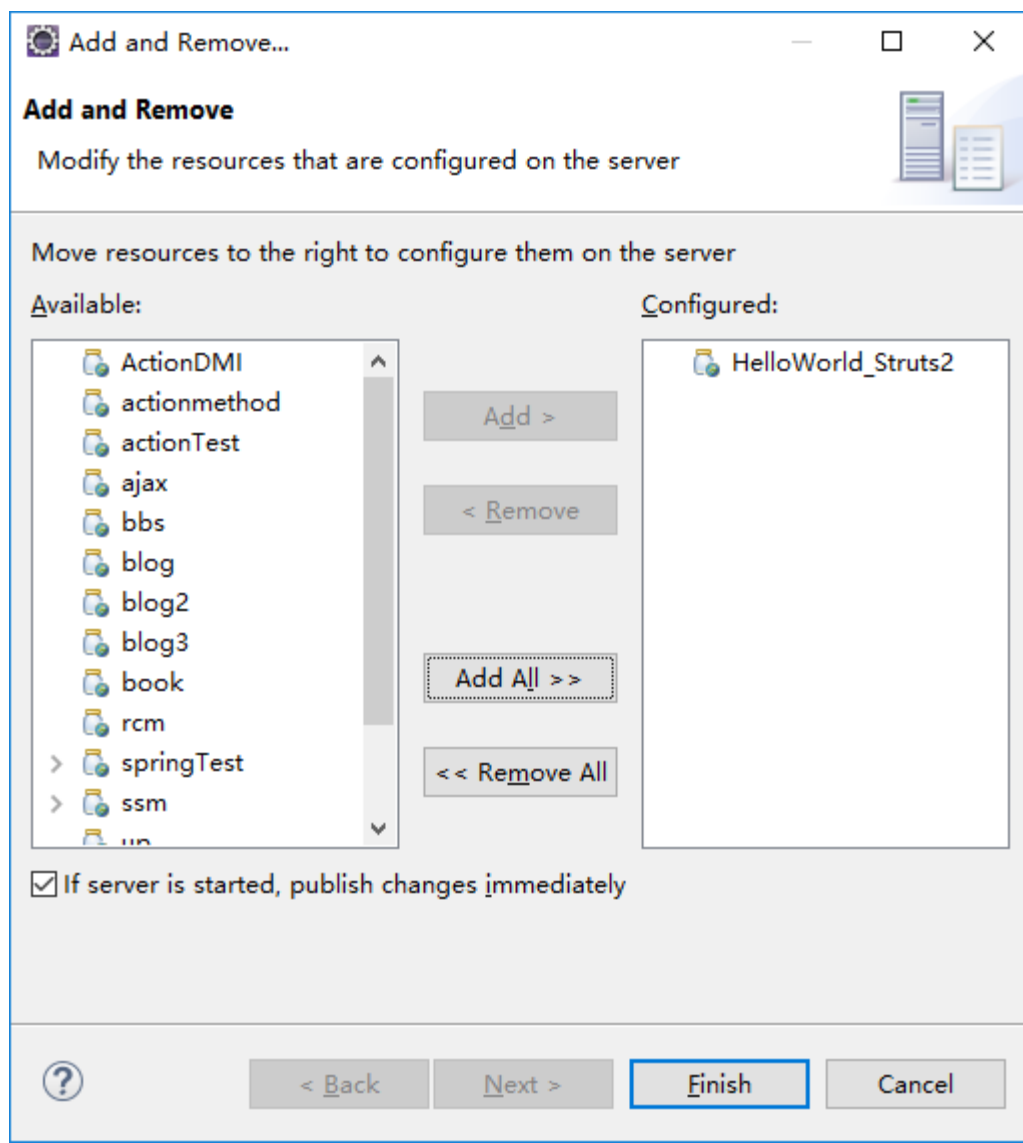 Add and Remove...
Add and Remove
Modify the resources that are configured on the server
Move resources to the right to configure them on the server
Available:
ActionDMI
actionmethod
actionTest
ajax
bbs
blog
blog2
blog3
book
rcm
springTest
ssm
Add >
< Remove
Add All >>
<< Remove All
Configured:
HelloWorld_Struts2
If server is started, publish changes immediately
?
< Back
Next >
Finish
Cancel